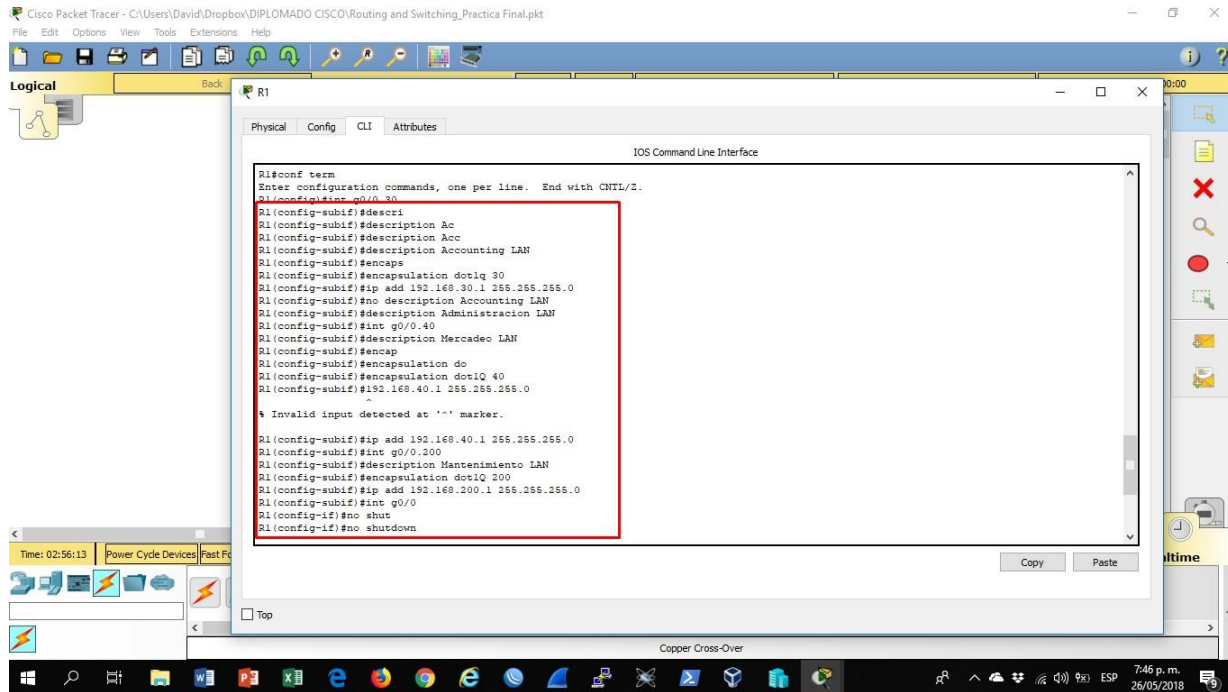 Cisco Packet Tracer - C:\Users\David\Dropbox\DIPLOMADO CISCO\Routing and Switching_Practica Final.pkt
File Edit Options View Tools Extensions Help
Logical
Back
R1
Physical Config CLI Attributes
IOS Command Line Interface
R1#conf term
Enter configuration commands, one per line. End with CNTL/Z.
R1(config)#int g0/0.30
R1(config-subif)#descri
R1(config-subif)#description Ac
R1(config-subif)#description Acc
R1(config-subif)#description Accounting LAN
R1(config-subif)#encaps
R1(config-subif)#encapsulation dot1q 30
R1(config-subif)#ip add 192.168.30.1 255.255.255.0
R1(config-subif)#no description Accounting LAN
R1(config-subif)#description Administracion LAN
R1(config-subif)#int g0/0.40
R1(config-subif)#description Mercadeo LAN
R1(config-subif)#encap
R1(config-subif)#encapsulation do
R1(config-subif)#encapsulation dot1Q 40
R1(config-subif)#192.168.40.1 255.255.255.0
^
% Invalid input detected at '^' marker.
R1(config-subif)#ip add 192.168.40.1 255.255.255.0
R1(config-subif)#int g0/0.200
R1(config-subif)#description Mantenimiento LAN
R1(config-subif)#encapsulation dot1Q 200
R1(config-subif)#ip add 192.168.200.1 255.255.255.0
R1(config-subif)#int g0/0
R1(config-if)#no shut
R1(config-if)#no shutdown
Copy Paste
Time: 02:56:13 Power Cycle Devices Fast Fo
Top
Copper Cross-Over
ESP
7:46 p. m.
26/05/2018